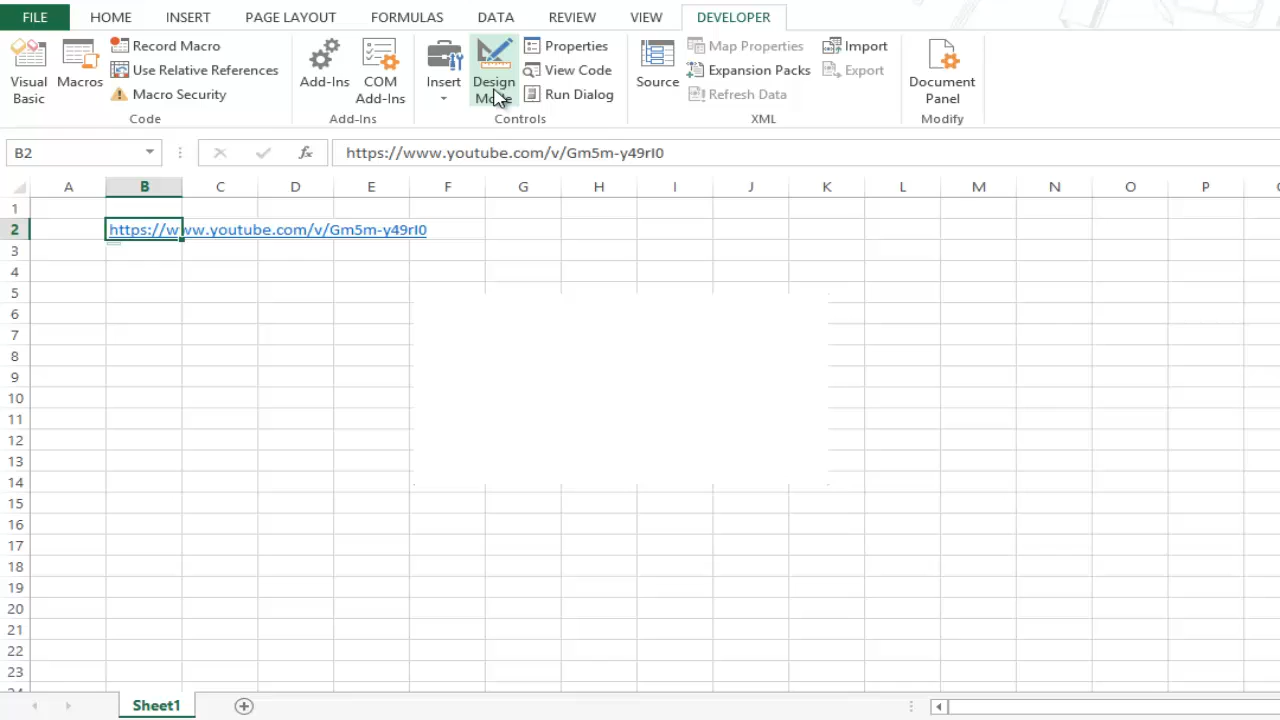 FILE HOME INSERT PAGE LAYOUT FORMULAS DATA REVIEW VIEW DEVELOPER
Visual Basic
Macros
Record Macro
Use Relative References
Macro Security
Code
Add-Ins
COM Add-Ins
Add-Ins
Insert
Design Mode
Properties
View Code
Run Dialog
Controls
Source
Map Properties
Expansion Packs
Refresh Data
Import
Export
XML
Document Panel
Modify
B2 fx https://www.youtube.com/v/Gm5m-y49rI0
A B C D E F G H I J K L M N O P
1
2 https://www.youtube.com/v/Gm5m-y49rI0
3
4
5
6
7
8
9
10
11
12
13
14
15
16
17
18
19
20
21
22
23
Sheet1